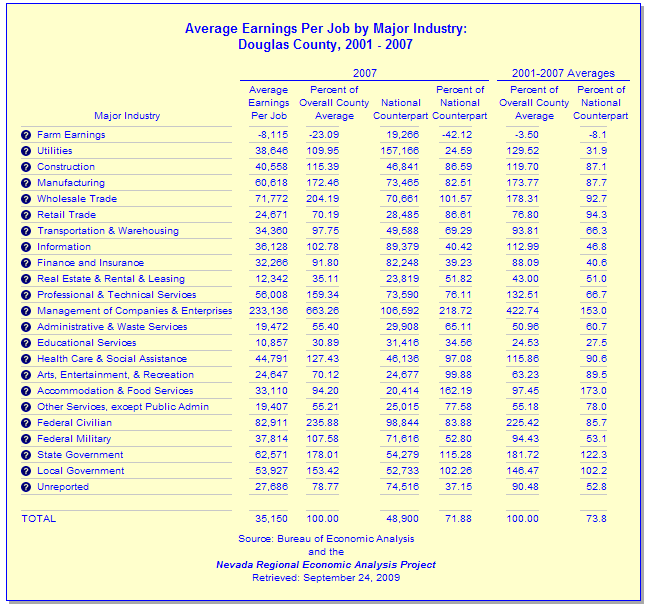 Average Earnings Per Job by Major Industry:
Douglas County, 2001 - 2007
2007 2001-2007 Averages
Average Percent of Percent of Percent of Percent of
Earnings Overall County National National Overall County National
Per Job Average Counterpart Counterpart Average Counterpart
Major Industry
? Farm Earnings -8,115 -23.09 19,266 -42.12 -3.50 -8.1
? Utilities 38,646 109.95 157,166 24.59 129.52 31.9
? Construction 40,558 115.39 46,841 86.59 119.70 87.1
? Manufacturing 60,618 172.46 73,465 82.51 173.77 87.7
? Wholesale Trade 71,772 204.19 70,661 101.57 178.31 92.7
? Retail Trade 24,671 70.19 28,485 86.61 76.80 94.3
? Transportation & Warehousing 34,360 97.75 49,588 69.29 93.81 66.3
? Information 36,128 102.78 89,379 40.42 112.99 46.8
? Finance and Insurance 32,266 91.80 82,248 39.23 88.09 40.6
? Real Estate & Rental & Leasing 12,342 35.11 23,819 51.82 43.00 51.0
? Professional & Technical Services 56,008 159.34 73,590 76.11 132.51 66.7
? Management of Companies & Enterprises 233,136 663.26 106,592 218.72 422.74 153.0
? Administrative & Waste Services 19,472 55.40 29,908 65.11 50.96 60.7
? Educational Services 10,857 30.89 31,416 34.56 24.53 27.5
? Health Care & Social Assistance 44,791 127.43 46,136 97.08 115.86 90.6
? Arts, Entertainment, & Recreation 24,647 70.12 24,677 99.88 63.23 89.5
? Accommodation & Food Services 33,110 94.20 20,414 162.19 97.45 173.0
? Other Services, except Public Admin 19,407 55.21 25,015 77.58 55.18 78.0
? Federal Civilian 82,911 235.88 98,844 83.88 225.42 85.7
? Federal Military 37,814 107.58 71,616 52.80 94.43 53.1
? State Government 62,571 178.01 54,279 115.28 181.72 122.3
? Local Government 53,927 153.42 52,733 102.26 146.47 102.2
? Unreported 27,686 78.77 74,516 37.15 90.48 52.8
TOTAL 35,150 100.00 48,900 71.88 100.00 73.8
Source: Bureau of Economic Analysis
and the
Nevada Regional Economic Analysis Project
Retrieved: September 24, 2009